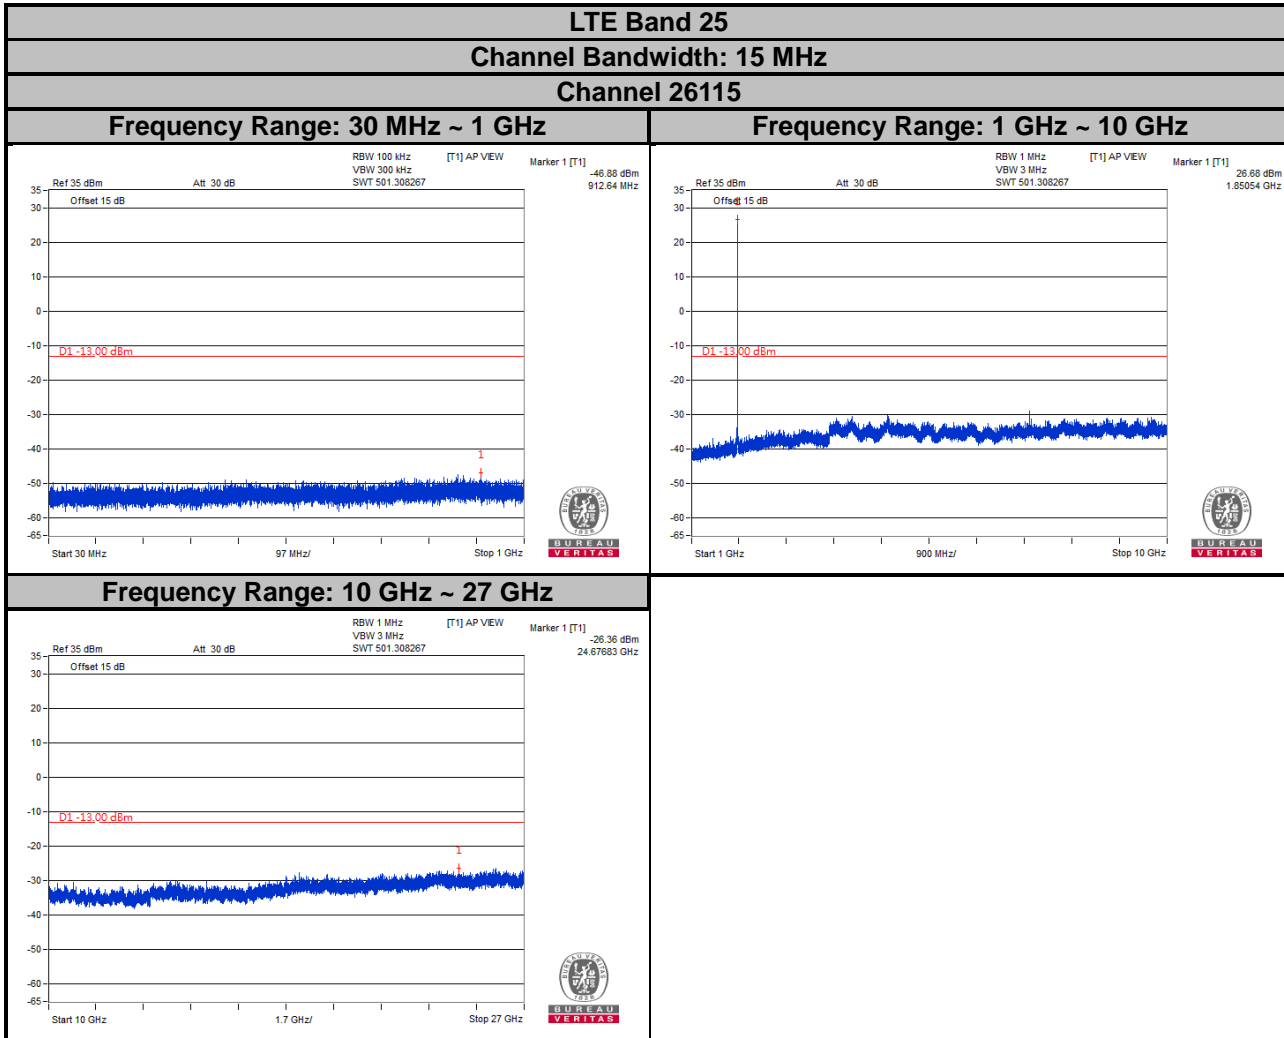 LTE Band 25
Channel Bandwidth: 15 MHz
Channel 26115
Frequency Range: 30 MHz ~ 1 GHz
RBW 100 kHz
[T1] AP VIEW
Marker 1 [T1]
VBW 300 kHz
-46.88 dBm
Ref 35 dBm
Att 30 dB
SWT 501.308267
912.64 MHz
35
Offset 15 dB
30
20
10
0
-10
D1 -13.00 dBm
-20
-30
-40
1
-50
-60
-65
Start 30 MHz
97 MHz/
Stop 1 GHz
BUREAU VERITAS
1828
BUREAU
VERITAS
Frequency Range: 1 GHz ~ 10 GHz
RBW 1 MHz
[T1] AP VIEW
Marker 1 [T1]
VBW 3 MHz
26.68 dBm
Ref 35 dBm
Att 30 dB
SWT 501.308267
1.85054 GHz
35
Offset 15 dB
1
30
20
10
0
-10
D1 -13.00 dBm
-20
-30
-40
-50
-60
-65
Start 1 GHz
900 MHz/
Stop 10 GHz
BUREAU VERITAS
1828
BUREAU
VERITAS
Frequency Range: 10 GHz ~ 27 GHz
RBW 1 MHz
[T1] AP VIEW
Marker 1 [T1]
VBW 3 MHz
-26.36 dBm
Ref 35 dBm
Att 30 dB
SWT 501.308267
24.67683 GHz
35
Offset 15 dB
30
20
10
0
-10
D1 -13.00 dBm
-20
1
-30
-40
-50
-60
-65
Start 10 GHz
1.7 GHz/
Stop 27 GHz
BUREAU VERITAS
1828
BUREAU
VERITAS